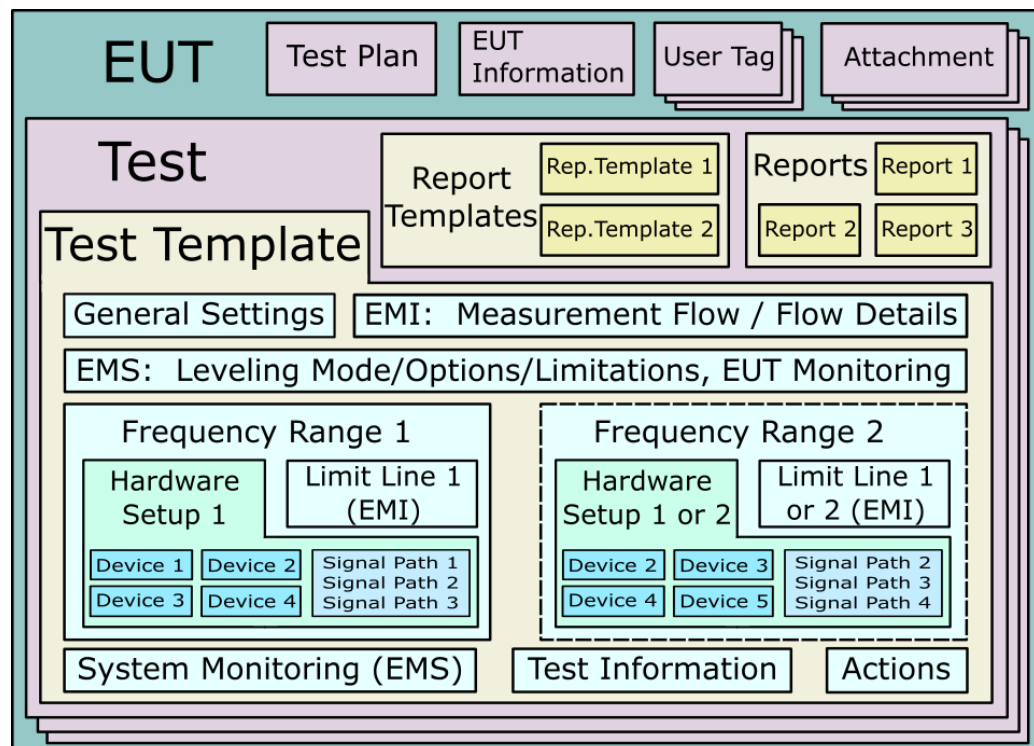 EUT
Test Plan
EUT
Information
User Tag
Attachment
Test
Report
Templates
Rep.Template 1
Rep.Template 2
Reports
Report 1
Report 2
Report 3
Test Template
General Settings
EMI:  Measurement Flow / Flow Details
EMS:  Leveling Mode/Options/Limitations, EUT Monitoring
Frequency Range 1
Hardware
Setup 1
Limit Line 1
(EMI)
Device 1
Device 2
Device 3
Device 4
Signal Path 1
Signal Path 2
Signal Path 3
Frequency Range 2
Hardware
Setup 1 or 2
Limit Line 1
or 2 (EMI)
Device 2
Device 3
Device 4
Device 5
Signal Path 2
Signal Path 3
Signal Path 4
System Monitoring (EMS)
Test Information
Actions